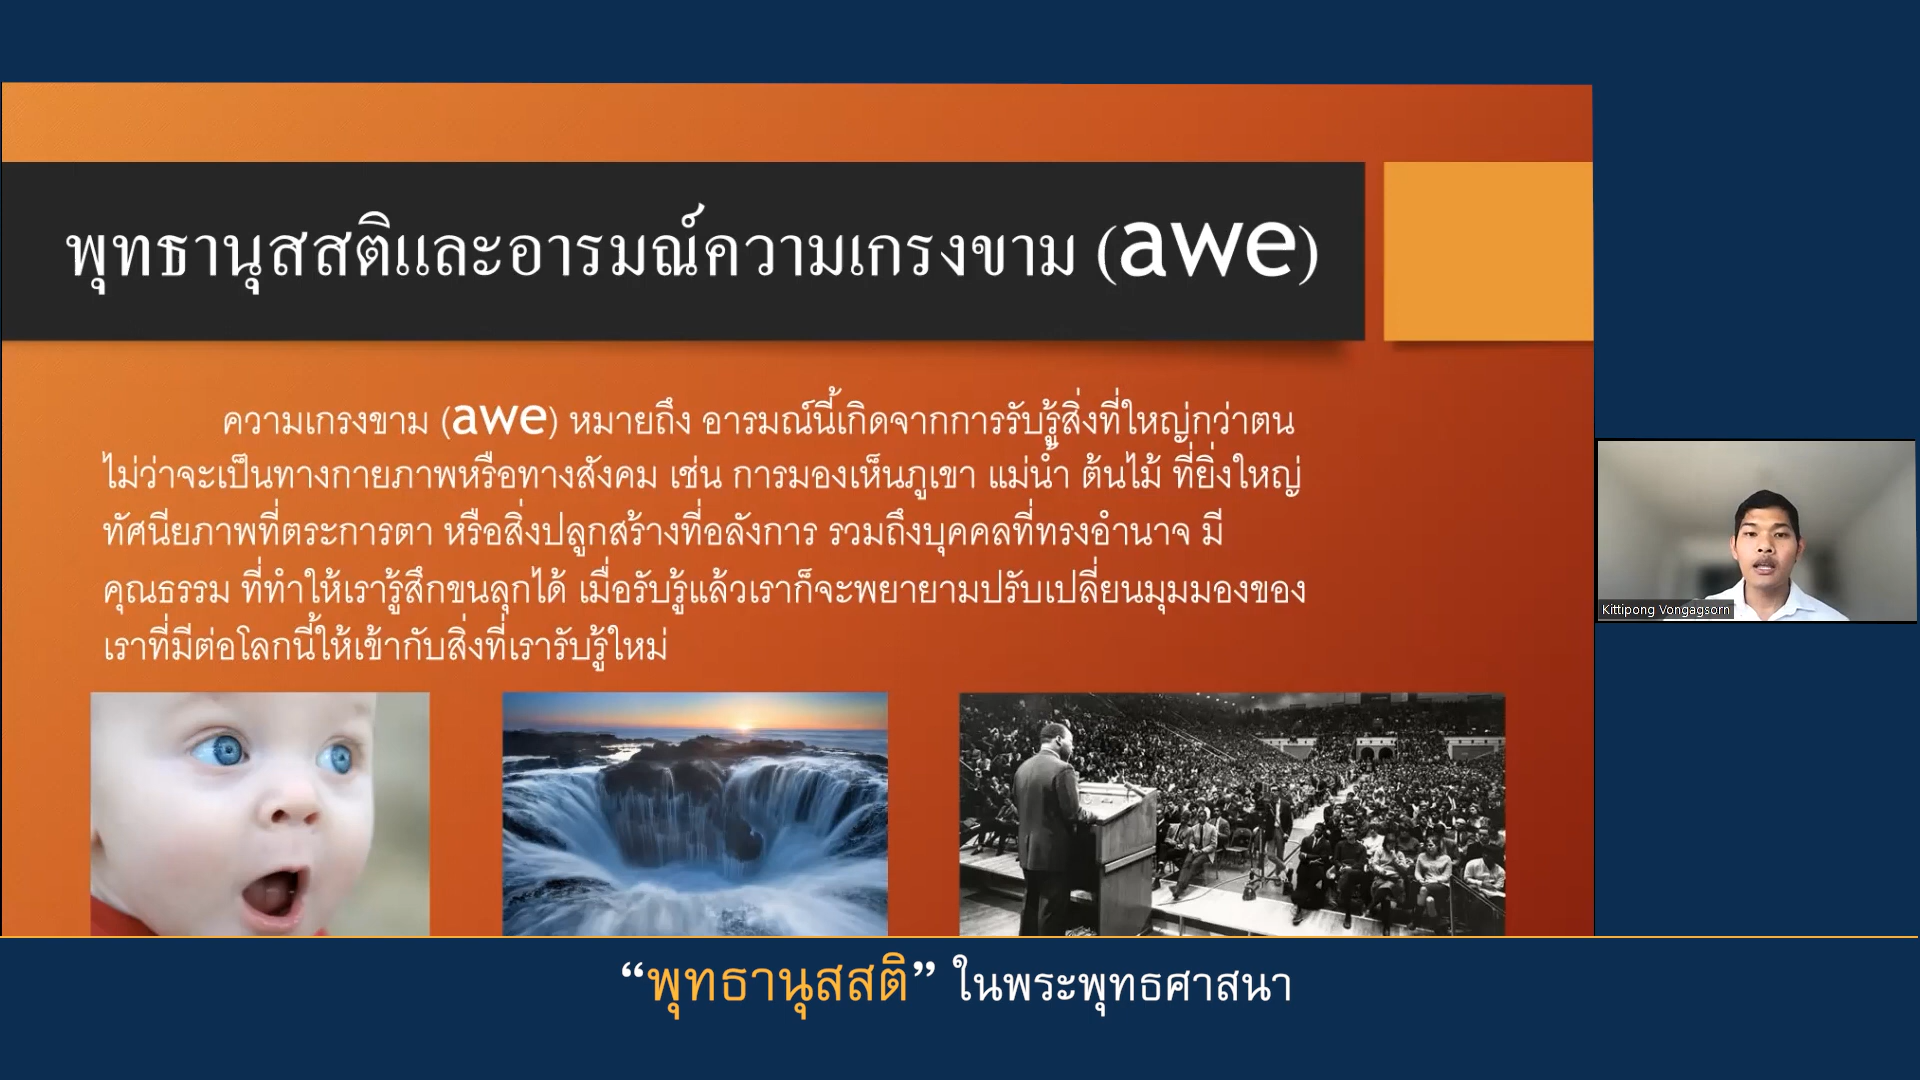 พุทธานุสสติและอารมณ์ความเกรงขาม (awe)
ความเกรงขาม (awe) หมายถึง อารมณ์นี้เกิดจากการรับรู้สิ่งที่ใหญ่กว่าตน
ไม่ว่าจะเป็นทางกายภาพหรือทางสังคม เช่น การมองเห็นภูเขา แม่น้ำ ต้นไม้ ที่ยิ่งใหญ่
ทัศนียภาพที่ตระการตา หรือสิ่งปลูกสร้างที่อลังการ รวมถึงบุคคลที่ทรงอำนาจ มี
คุณธรรม ที่ทำให้เรารู้สึกขนลุกได้ เมื่อรับรู้แล้วเราก็จะพยายามปรับเปลี่ยนมุมมองของ
เราที่มีต่อโลกนี้ให้เข้ากับสิ่งที่เรารับรู้ใหม่
Kittipong Vongagsorn
“พุทธานุสสติ” ในพระพุทธศาสนา